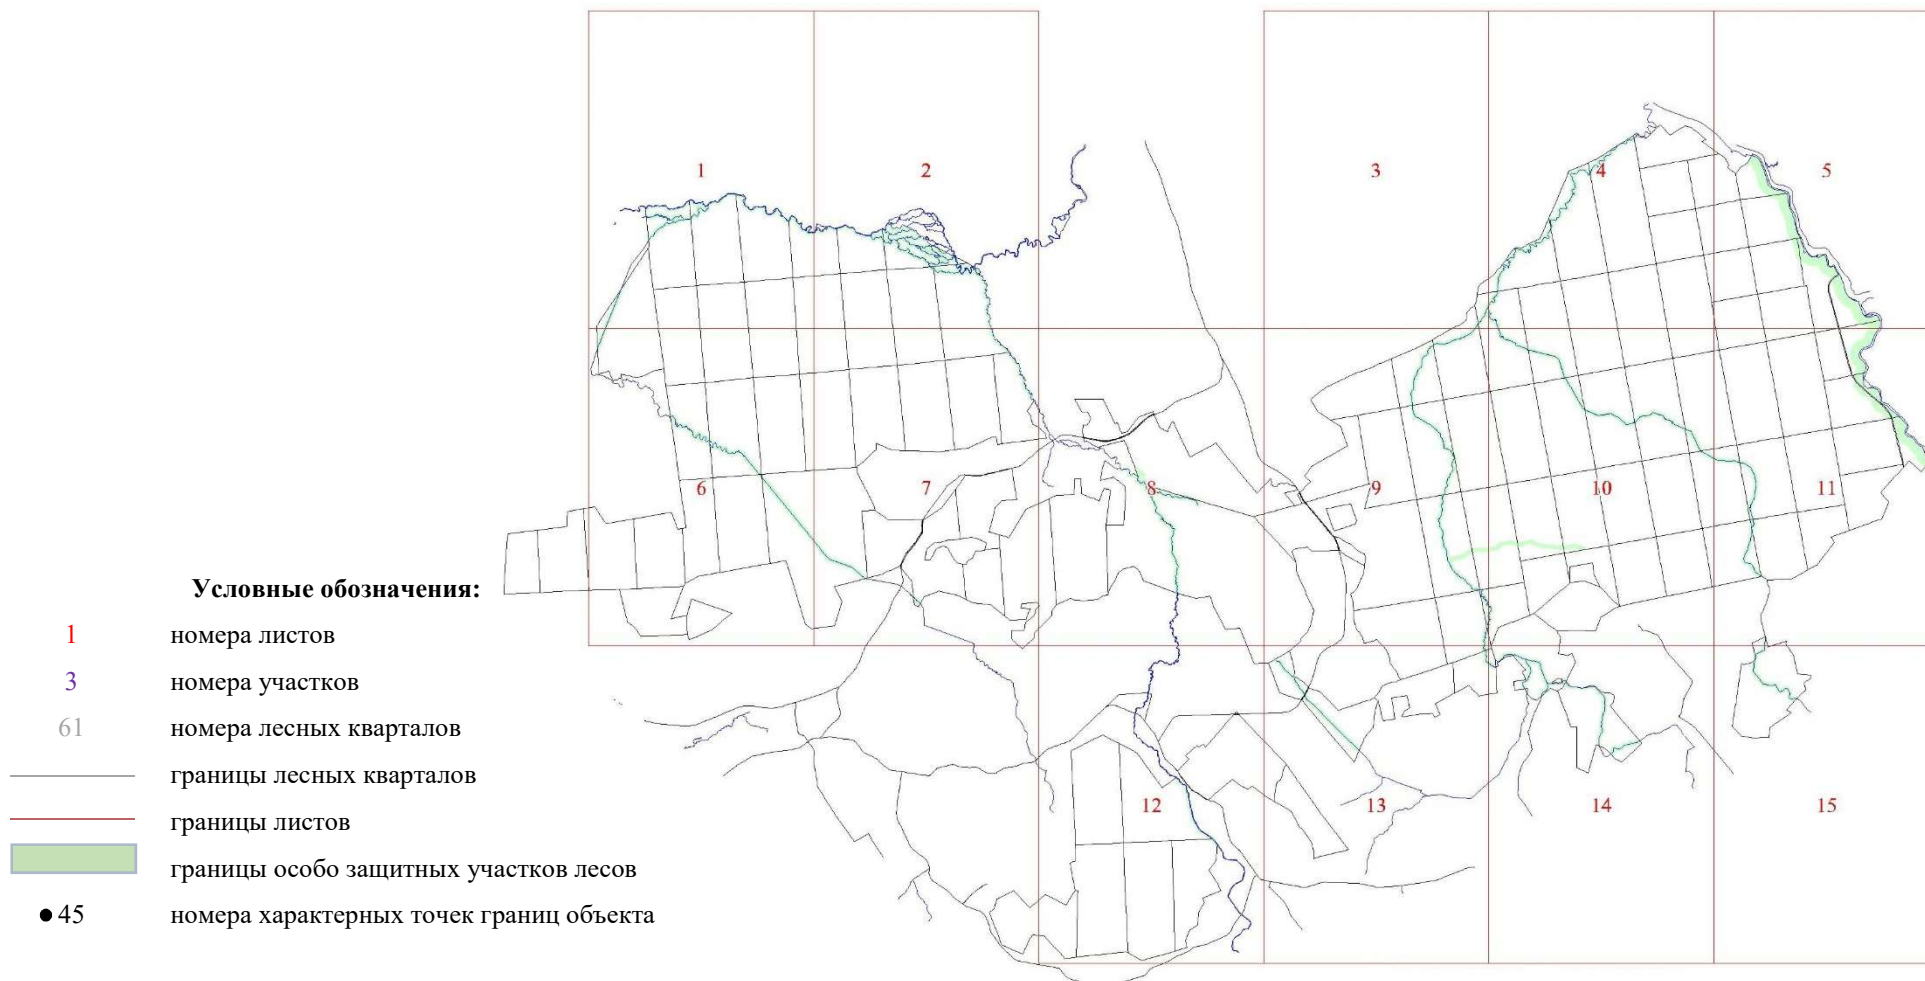 1
2
3
4
5
6
7
8
9
10
11
12
13
14
15
Условные обозначения:
1 номера листов
3 номера участков
61 номера лесных кварталов
границы лесных кварталов
границы листов
границы особо защитных участков лесов
45 номера характерных точек границ объекта